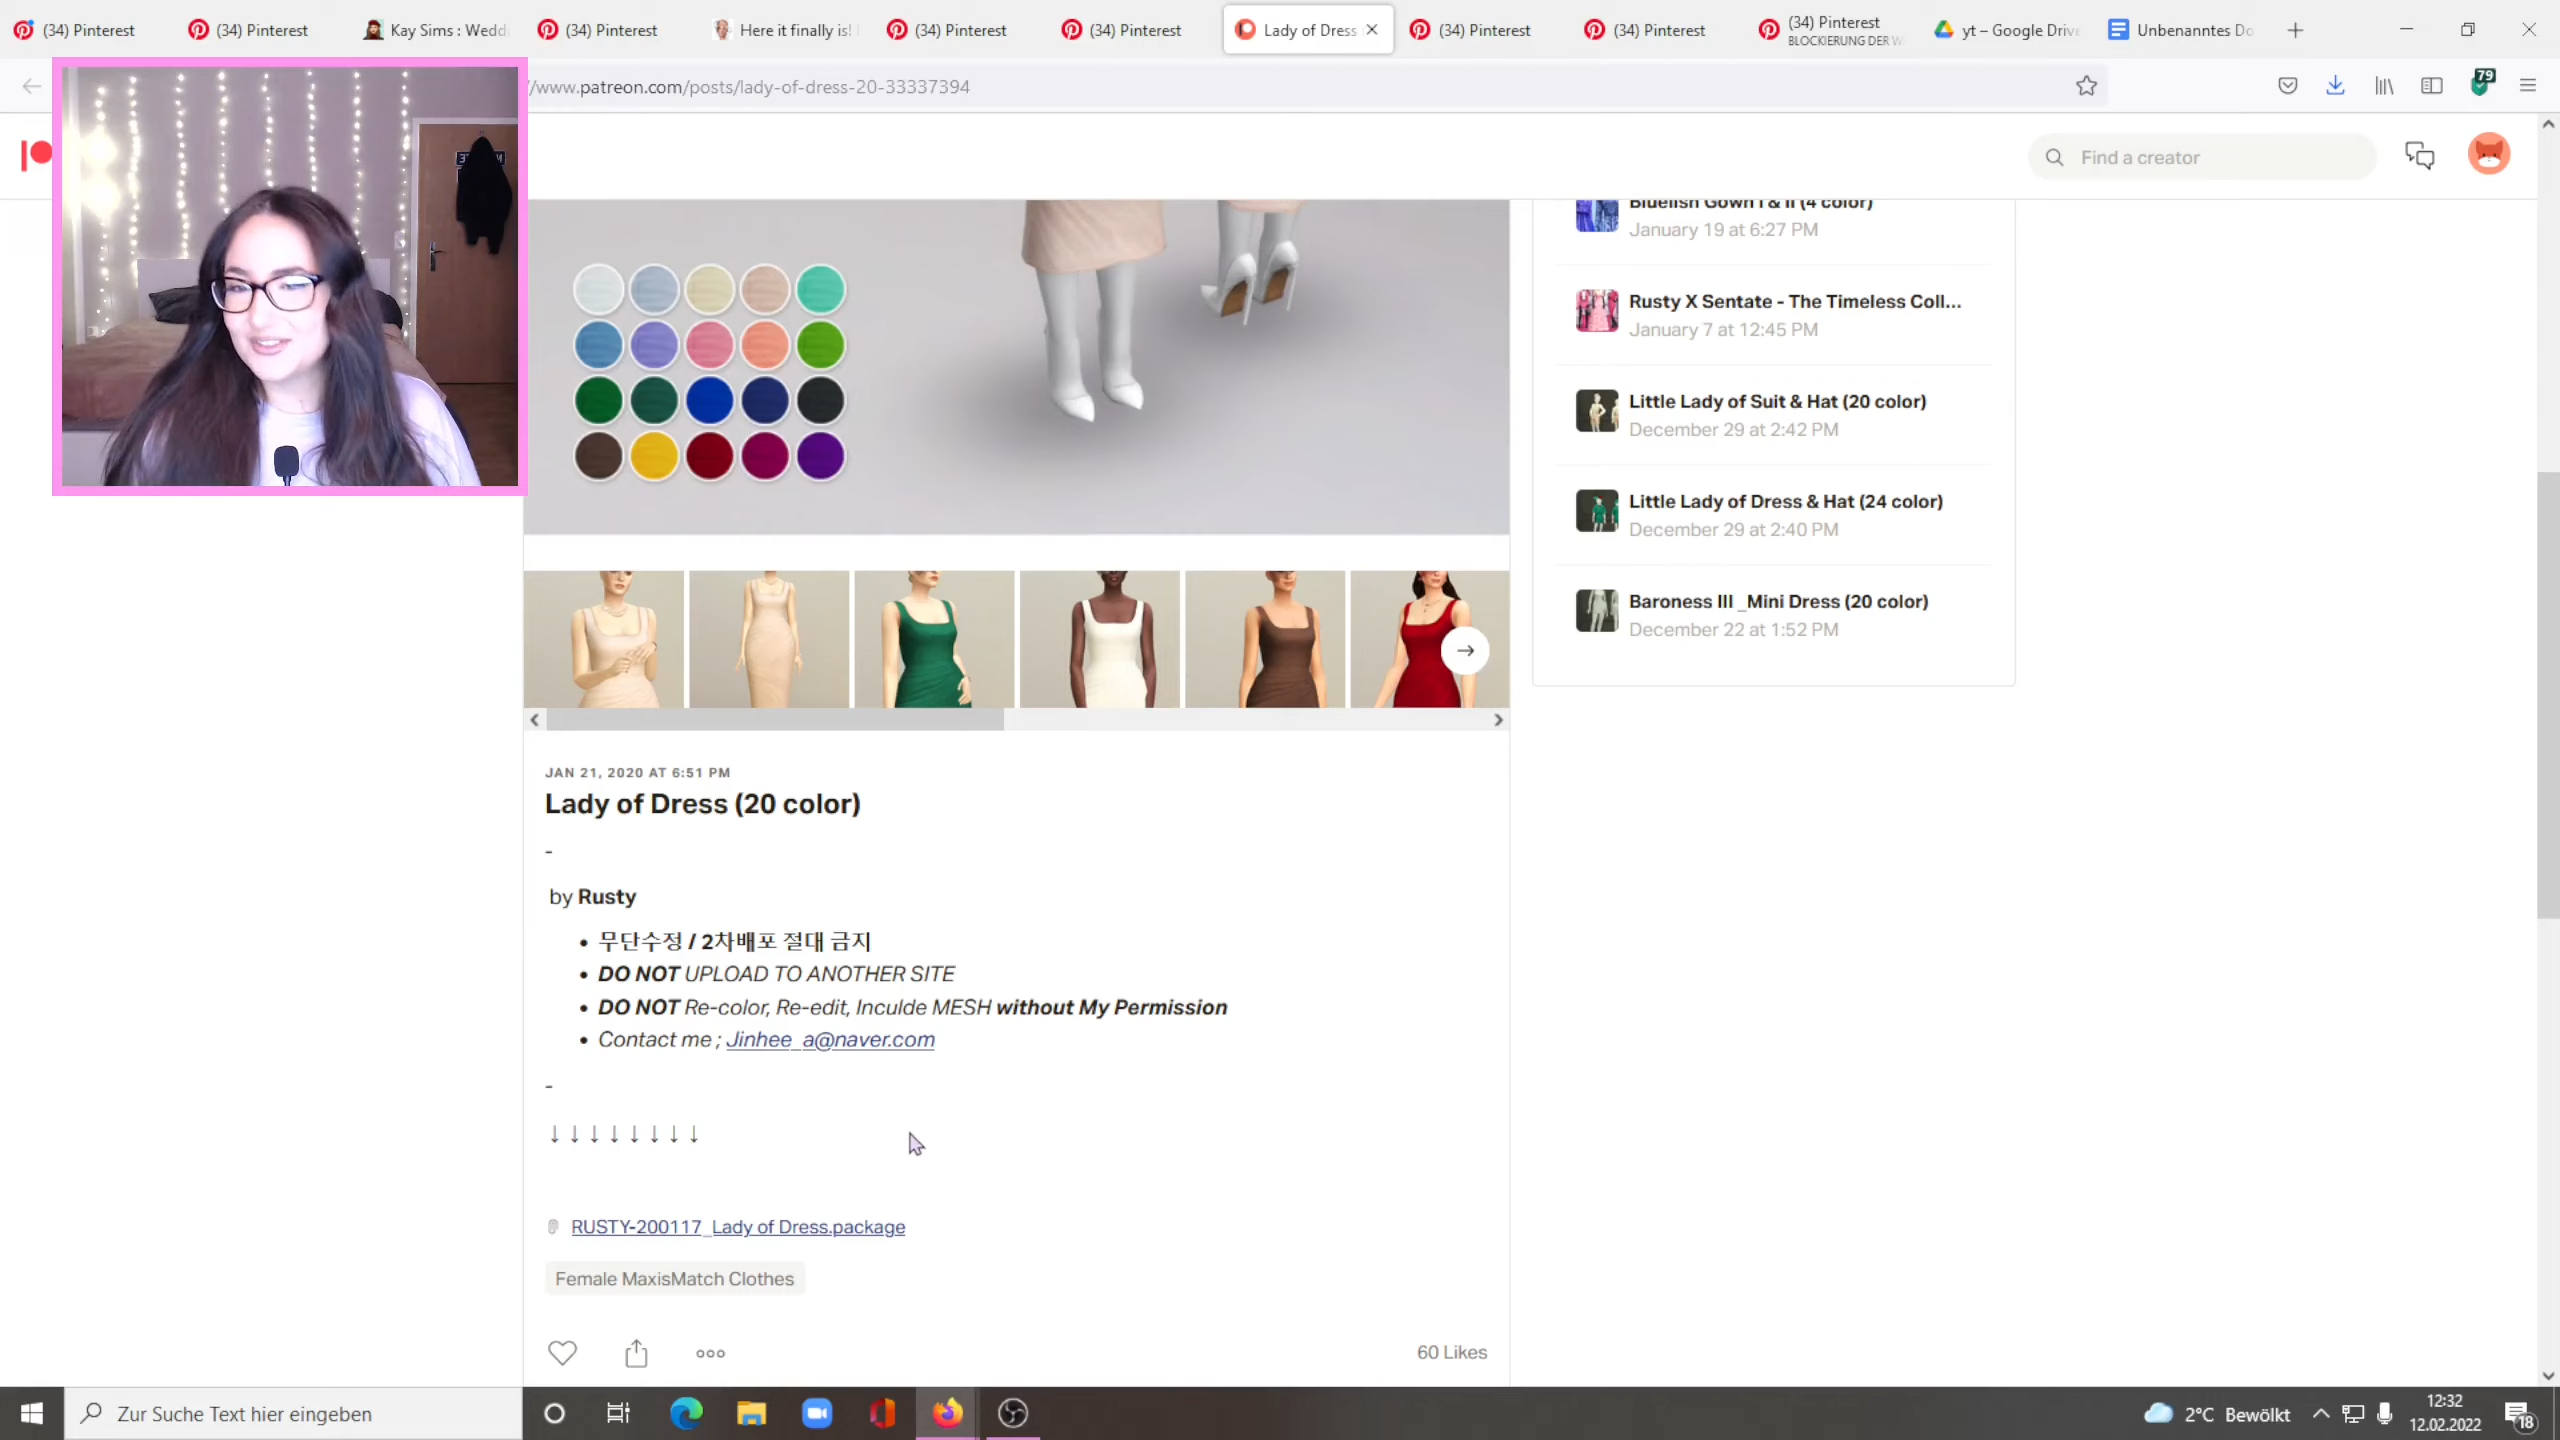 (34) Pinterest
(34) Pinterest
Kay Sims : Wedd
(34) Pinterest
Here it finally is!
(34) Pinterest
(34) Pinterest
Lady of Dress
(34) Pinterest
(34) Pinterest
(34) Pinterest
BLOCKIERUNG DER W
yt – Google Drive
Unbenanntes Do
/www.patreon.com/posts/lady-of-dress-20-33337394
79
Find a creator
Bluelish Gown I & II (4 color)
January 19 at 6:27 PM
Rusty X Sentate - The Timeless Coll...
January 7 at 12:45 PM
Little Lady of Suit & Hat (20 color)
December 29 at 2:42 PM
Little Lady of Dress & Hat (24 color)
December 29 at 2:40 PM
Baroness III _Mini Dress (20 color)
December 22 at 1:52 PM
JAN 21, 2020 AT 6:51 PM
Lady of Dress (20 color)
-
by Rusty
• 무단수정 / 2차배포 절대 금지
• DO NOT UPLOAD TO ANOTHER SITE
• DO NOT Re-color, Re-edit, Inculde MESH without My Permission
• Contact me ; Jinhee_a@naver.com
-
↓ ↓ ↓ ↓ ↓ ↓ ↓ ↓
RUSTY-200117_Lady of Dress.package
Female MaxisMatch Clothes
60 Likes
Zur Suche Text hier eingeben
2°C Bewölkt
12:32
12.02.2022
18